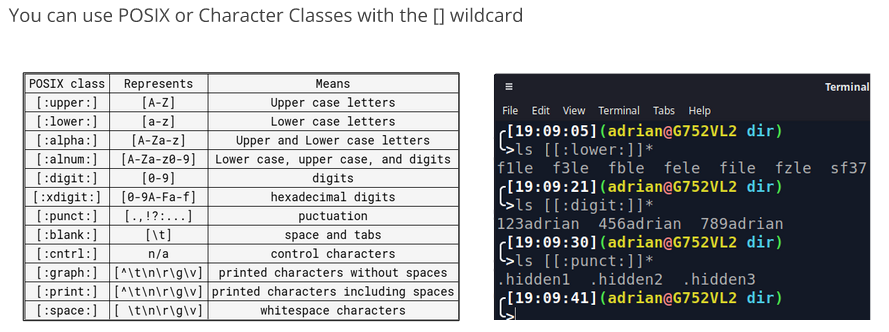 You can use POSIX or Character Classes with the [] wildcard
POSIX class Represents Means
[:upper:] [A-Z] Upper case letters
[:lower:] [a-z] Lower case letters
[:alpha:] [A-Za-z] Upper and Lower case letters
[:alnum:] [A-Za-z0-9] Lower case, upper case, and digits
[:digit:] [0-9] digits
[:xdigit:] [0-9A-Fa-f] hexadecimal digits
[:punct:] [.,!?:...] puctuation
[:blank:] [\t] space and tabs
[:cntrl:] n/a control characters
[:graph:] [^\t\n\r\g\v] printed characters without spaces
[:print:] [^\t\n\r\g\v] printed characters including spaces
[:space:] [ \t\n\r\g\v] whitespace characters
Terminal
File Edit View Terminal Tabs Help
[19:09:05](adrian@G752VL2 dir)
>ls [[:lower:]]*
f1le f3le fble fele file fzle sf37
[19:09:21](adrian@G752VL2 dir)
>ls [[:digit:]]*
123adrian 456adrian 789adrian
[19:09:30](adrian@G752VL2 dir)
>ls [[:punct:]]*
.hidden1 .hidden2 .hidden3
[19:09:41](adrian@G752VL2 dir)
>